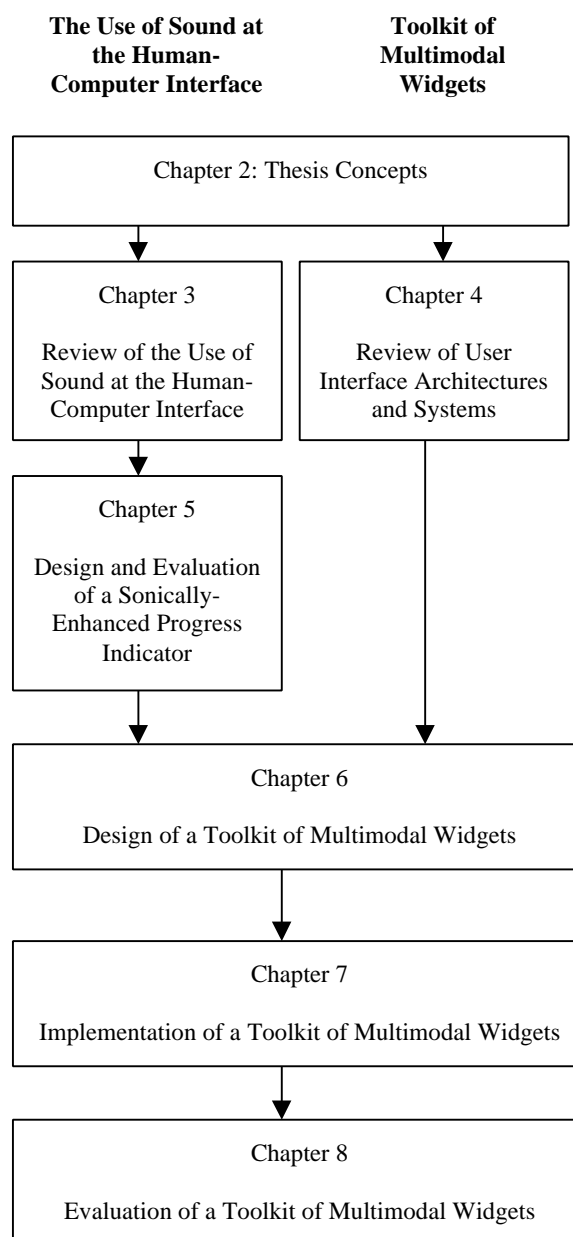 The Use of Sound at
the Human-
Computer Interface
Toolkit of
Multimodal
Widgets
Chapter 2: Thesis Concepts
Chapter 3
Review of the Use of
Sound at the Human-
Computer Interface
Chapter 4
Review of User
Interface Architectures
and Systems
Chapter 5
Design and Evaluation
of a Sonically-
Enhanced Progress
Indicator
Chapter 6
Design of a Toolkit of Multimodal Widgets
Chapter 7
Implementation of a Toolkit of Multimodal Widgets
Chapter 8
Evaluation of a Toolkit of Multimodal Widgets